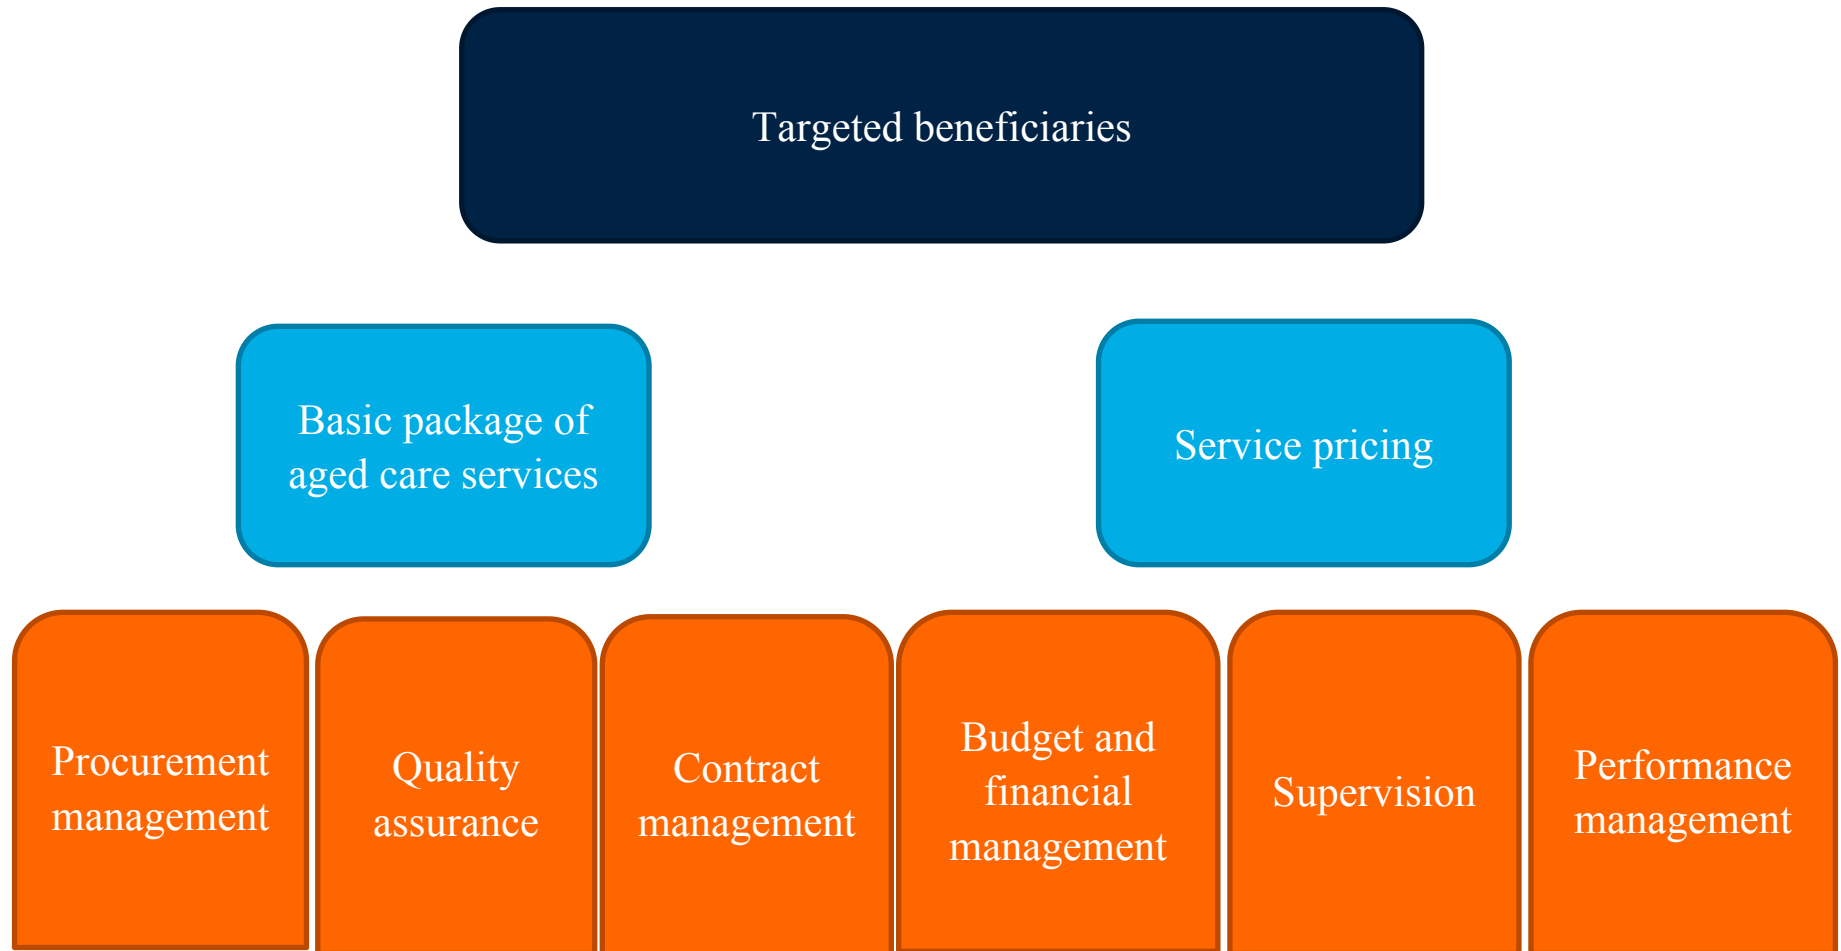 Targeted beneficiaries
Basic package of
aged care services
Service pricing
Procurement
management
Quality
assurance
Contract
management
Budget and
financial
management
Supervision
Performance
management